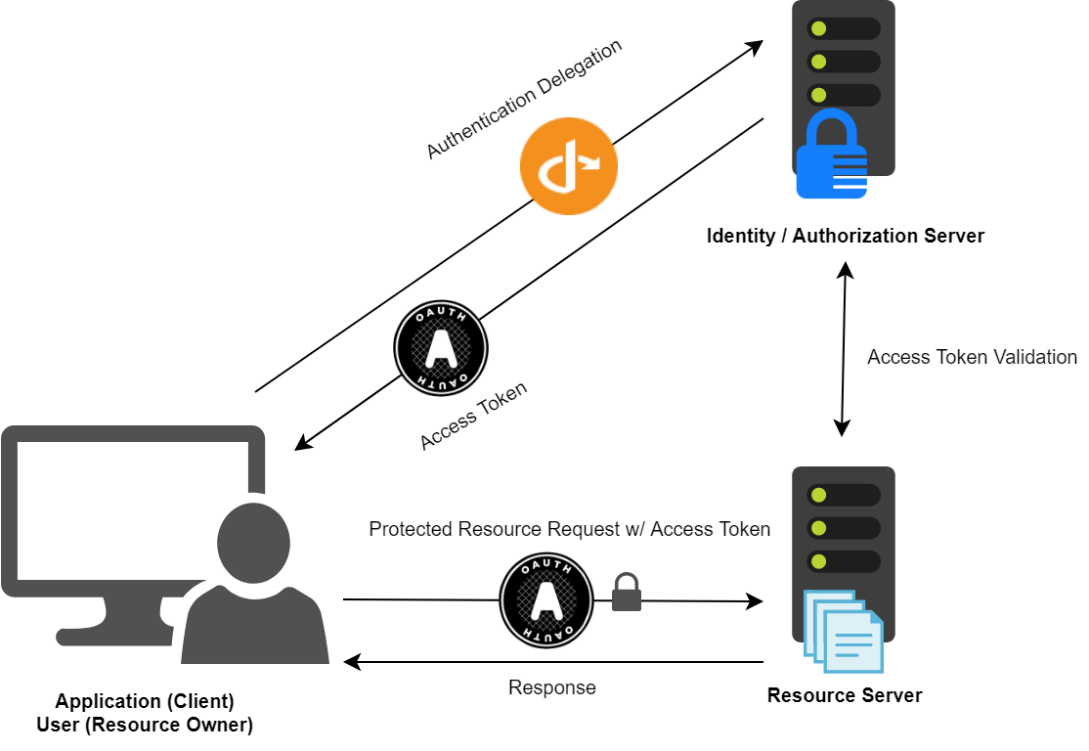 Authentication Delegation
Identity / Authorization Server
OAUTH
A
OAUTH
Access Token
Access Token Validation
Protected Resource Request w/ Access Token
OAUTH
A
OAUTH
Response
Resource Server
Application (Client)
User (Resource Owner)